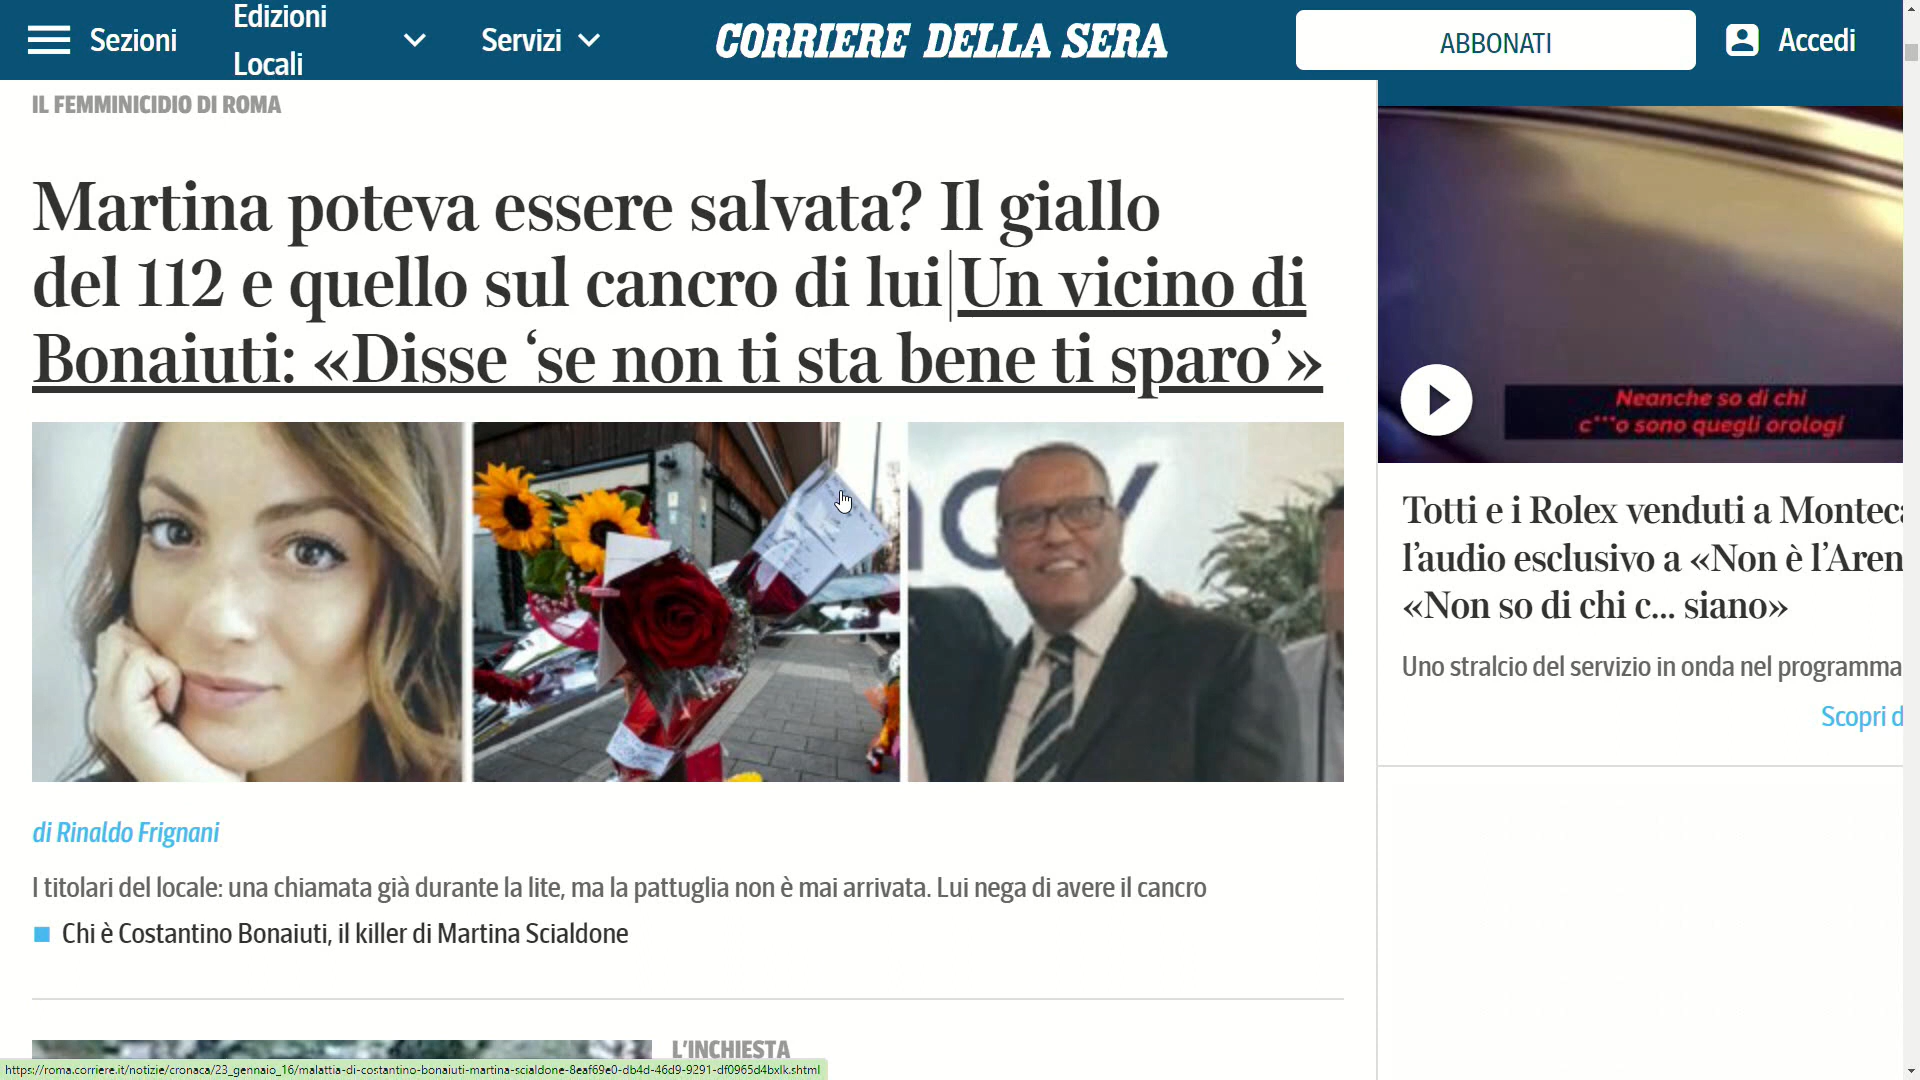 Sezioni
Edizioni
Locali
Servizi
CORRIERE DELLA SERA
ABBONATI
Accedi
IL FEMMINICIDIO DI ROMA
Martina poteva essere salvata? Il giallo
del 112 e quello sul cancro di lui|Un vicino di
Bonaiuti: «Disse ‘se non ti sta bene ti sparo’»
di Rinaldo Frignani
I titolari del locale: una chiamata già durante la lite, ma la pattuglia non è mai arrivata. Lui nega di avere il cancro
Chi è Costantino Bonaiuti, il killer di Martina Scialdone
L'INCHIESTA
Neanche so di chi
c***o sono quegli orologi
Totti e i Rolex venduti a Monteca
l’audio esclusivo a «Non è l’Aren
«Non so di chi c... siano»
Uno stralcio del servizio in onda nel programma
Scopri d
https://roma.corriere.it/notizie/cronaca/23_gennaio_16/malattia-di-costantino-bonaiuti-martina-scialdone-8eaf69e0-db4d-46d9-9291-df0965d4bxlk.shtml